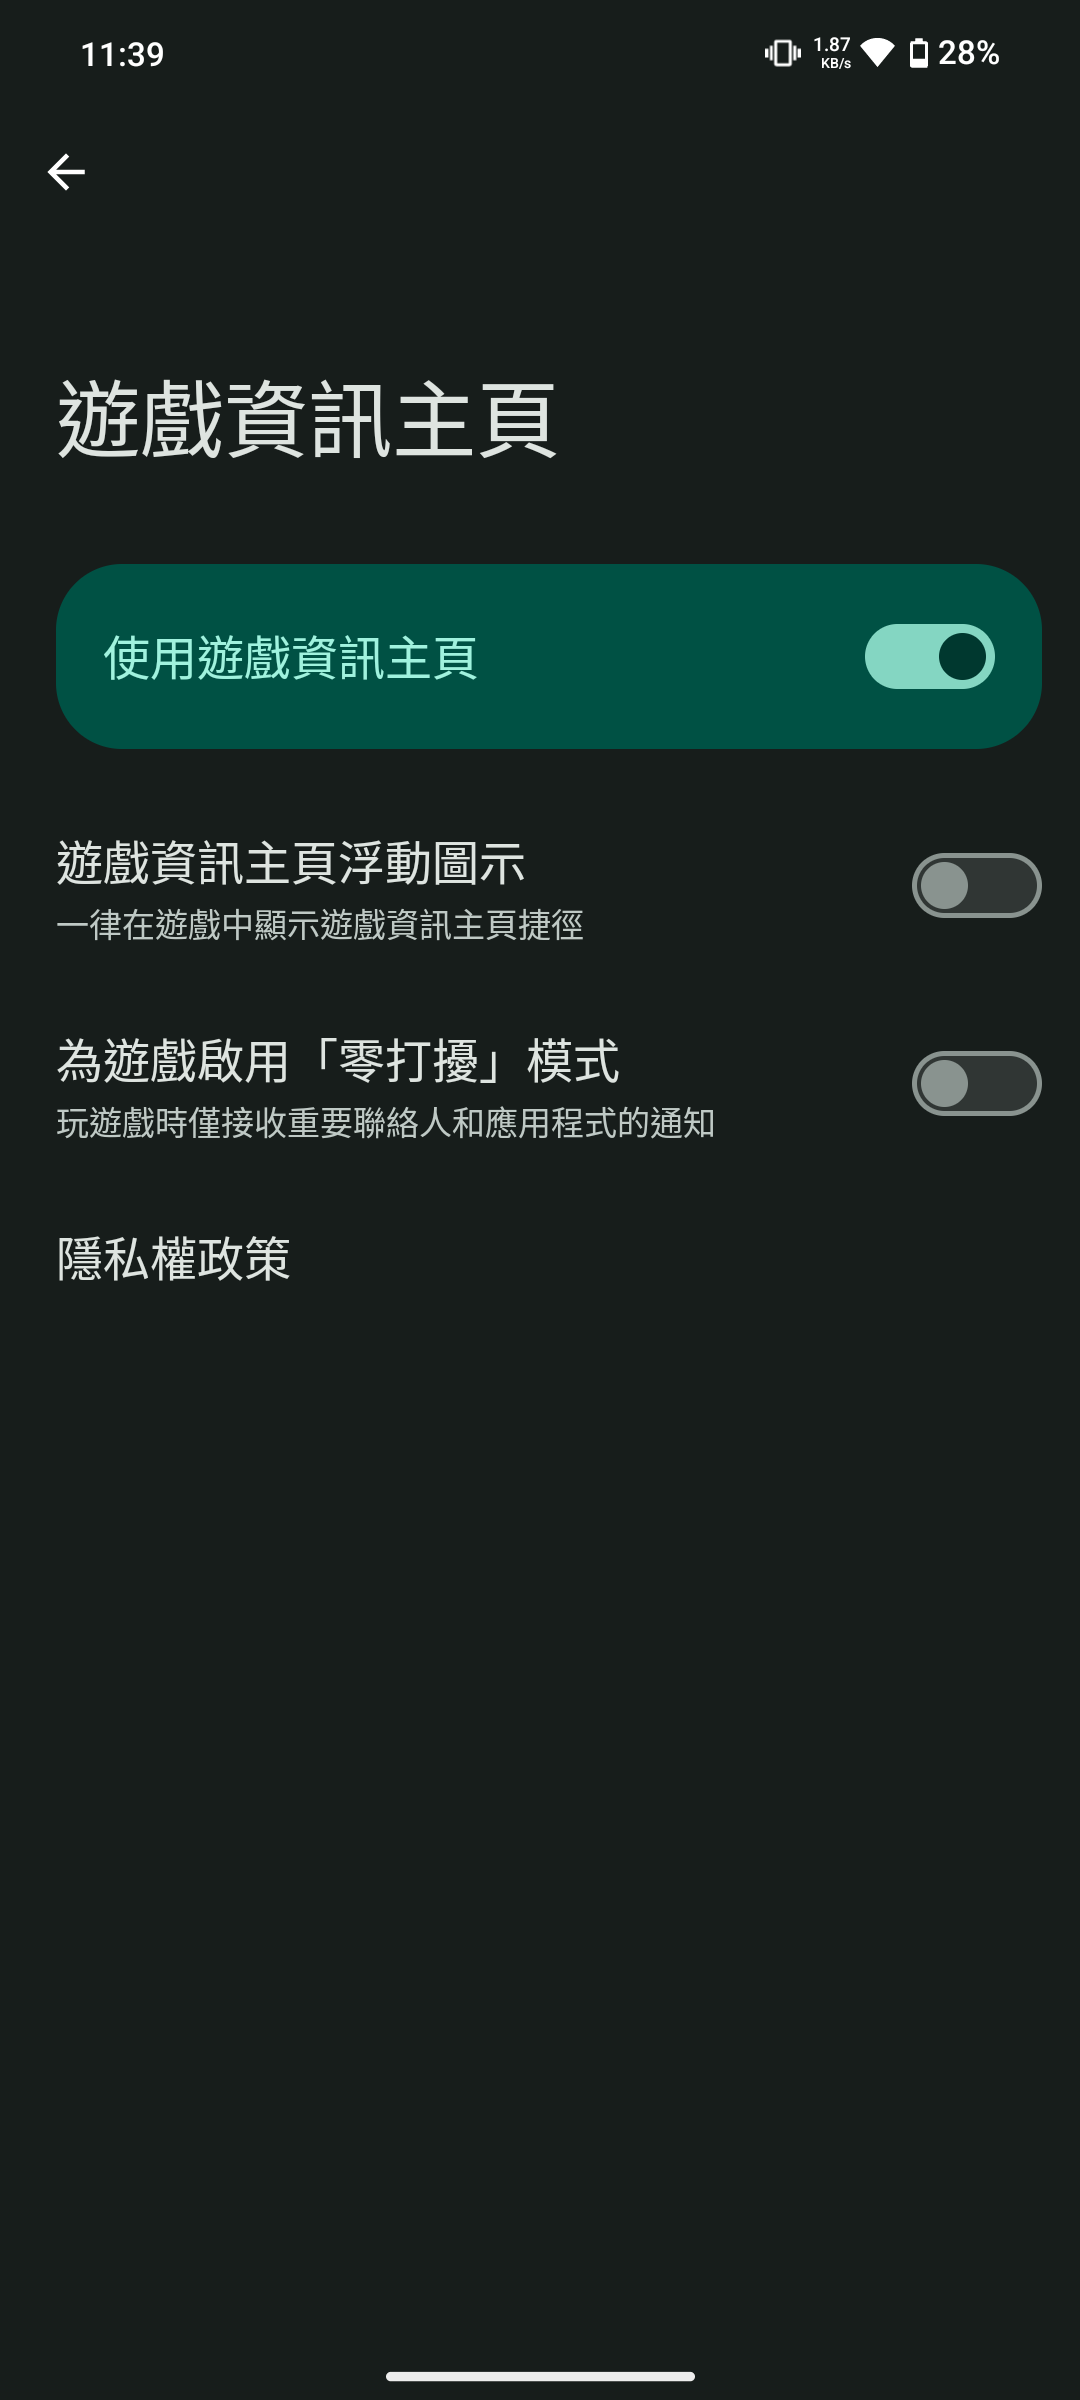 11:39
1.87
KB/s
28%
遊戲資訊主頁
使用遊戲資訊主頁
遊戲資訊主頁浮動圖示
一律在遊戲中顯示遊戲資訊主頁捷徑
為遊戲啟用「零打擾」模式
玩遊戲時僅接收重要聯絡人和應用程式的通知
隱私權政策